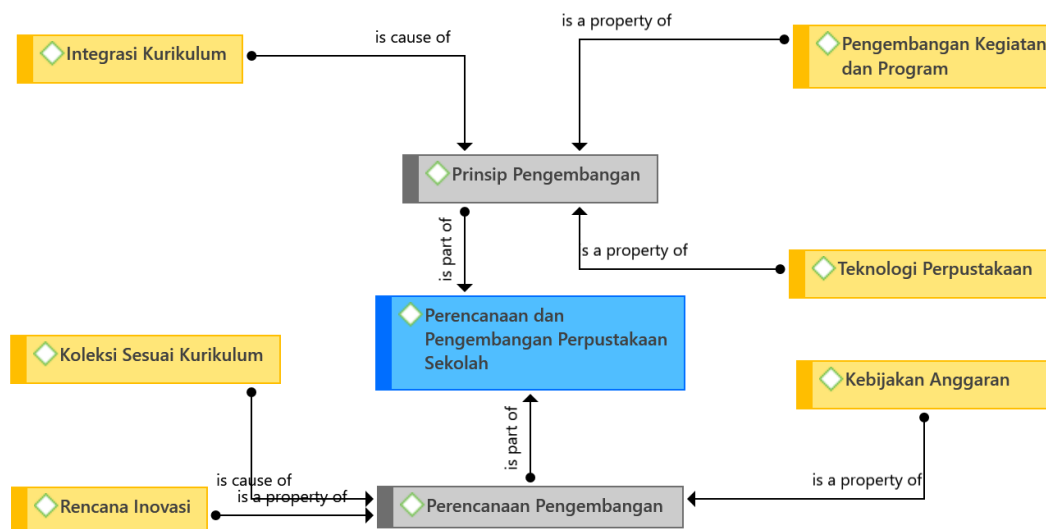 Integrasi Kurikulum
is cause of
is a property of
Pengembangan Kegiatan
dan Program
Prinsip Pengembangan
is part of
is a property of
Teknologi Perpustakaan
Perencanaan dan
Pengembangan Perpustakaan
Sekolah
Koleksi Sesuai Kurikulum
Kebijakan Anggaran
is part of
is cause of
is a property of
is a property of
Rencana Inovasi
Perencanaan Pengembangan